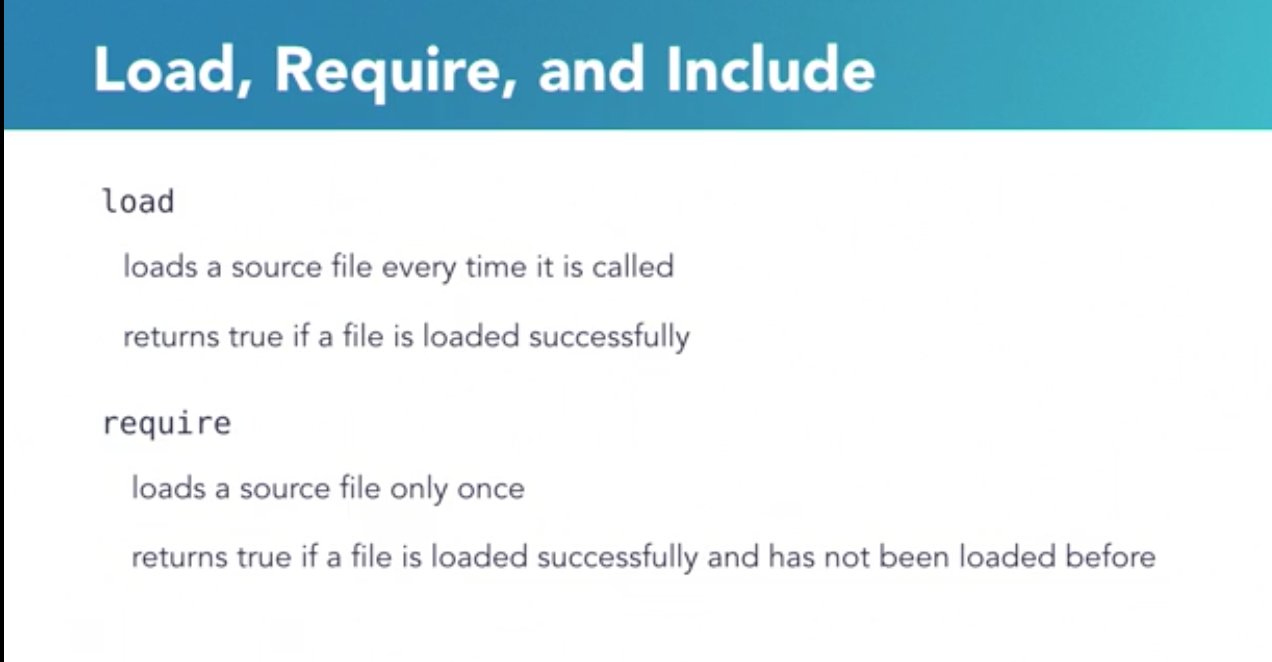 Load, Require, and Include
load
loads a source file every time it is called
returns true if a file is loaded successfully
require
loads a source file only once
returns true if a file is loaded successfully and has not been loaded before